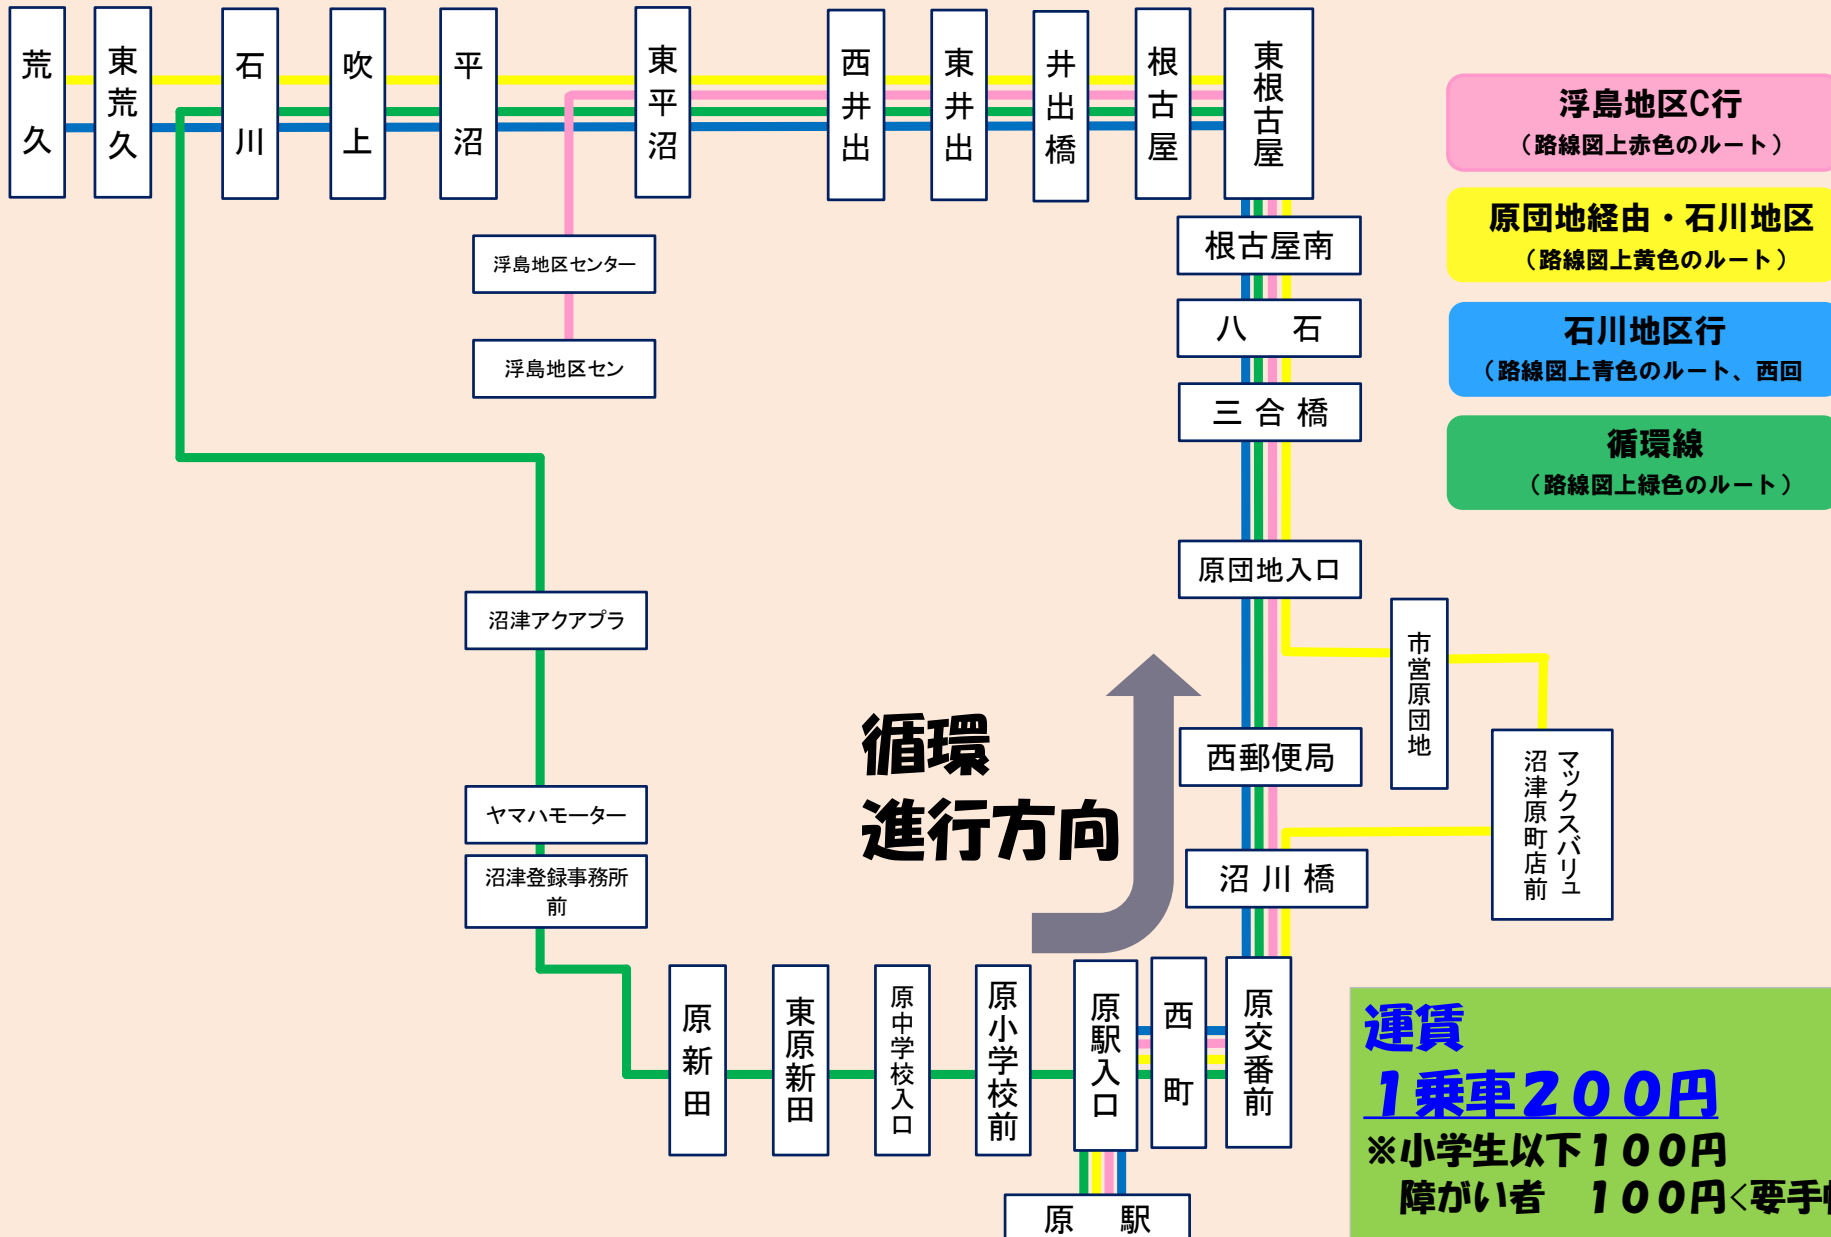 荒久
東荒久
石川
吹上
平沼
東平沼
西井出
東井出
井出橋
根古屋
東根古屋
浮島地区C行
（路線図上赤色のルート）
原団地経由・石川地区
（路線図上黄色のルート）
石川地区行
（路線図上青色のルート、西回
循環線
（路線図上緑色のルート）
根古屋南
八　石
三合橋
原団地入口
西郵便局
沼川橋
浮島地区センター
浮島地区セン
沼津アクアプラ
ヤマハモーター
沼津登録事務所
前
市営原団地
マックスバリュ
沼津原町店前
循環
進行方向
原新田
東原新田
原中学校入口
原小学校前
原駅入口
西町
原交番前
原　駅
運賃
１乗車２００円
※小学生以下１００円
障がい者　１００円<要手